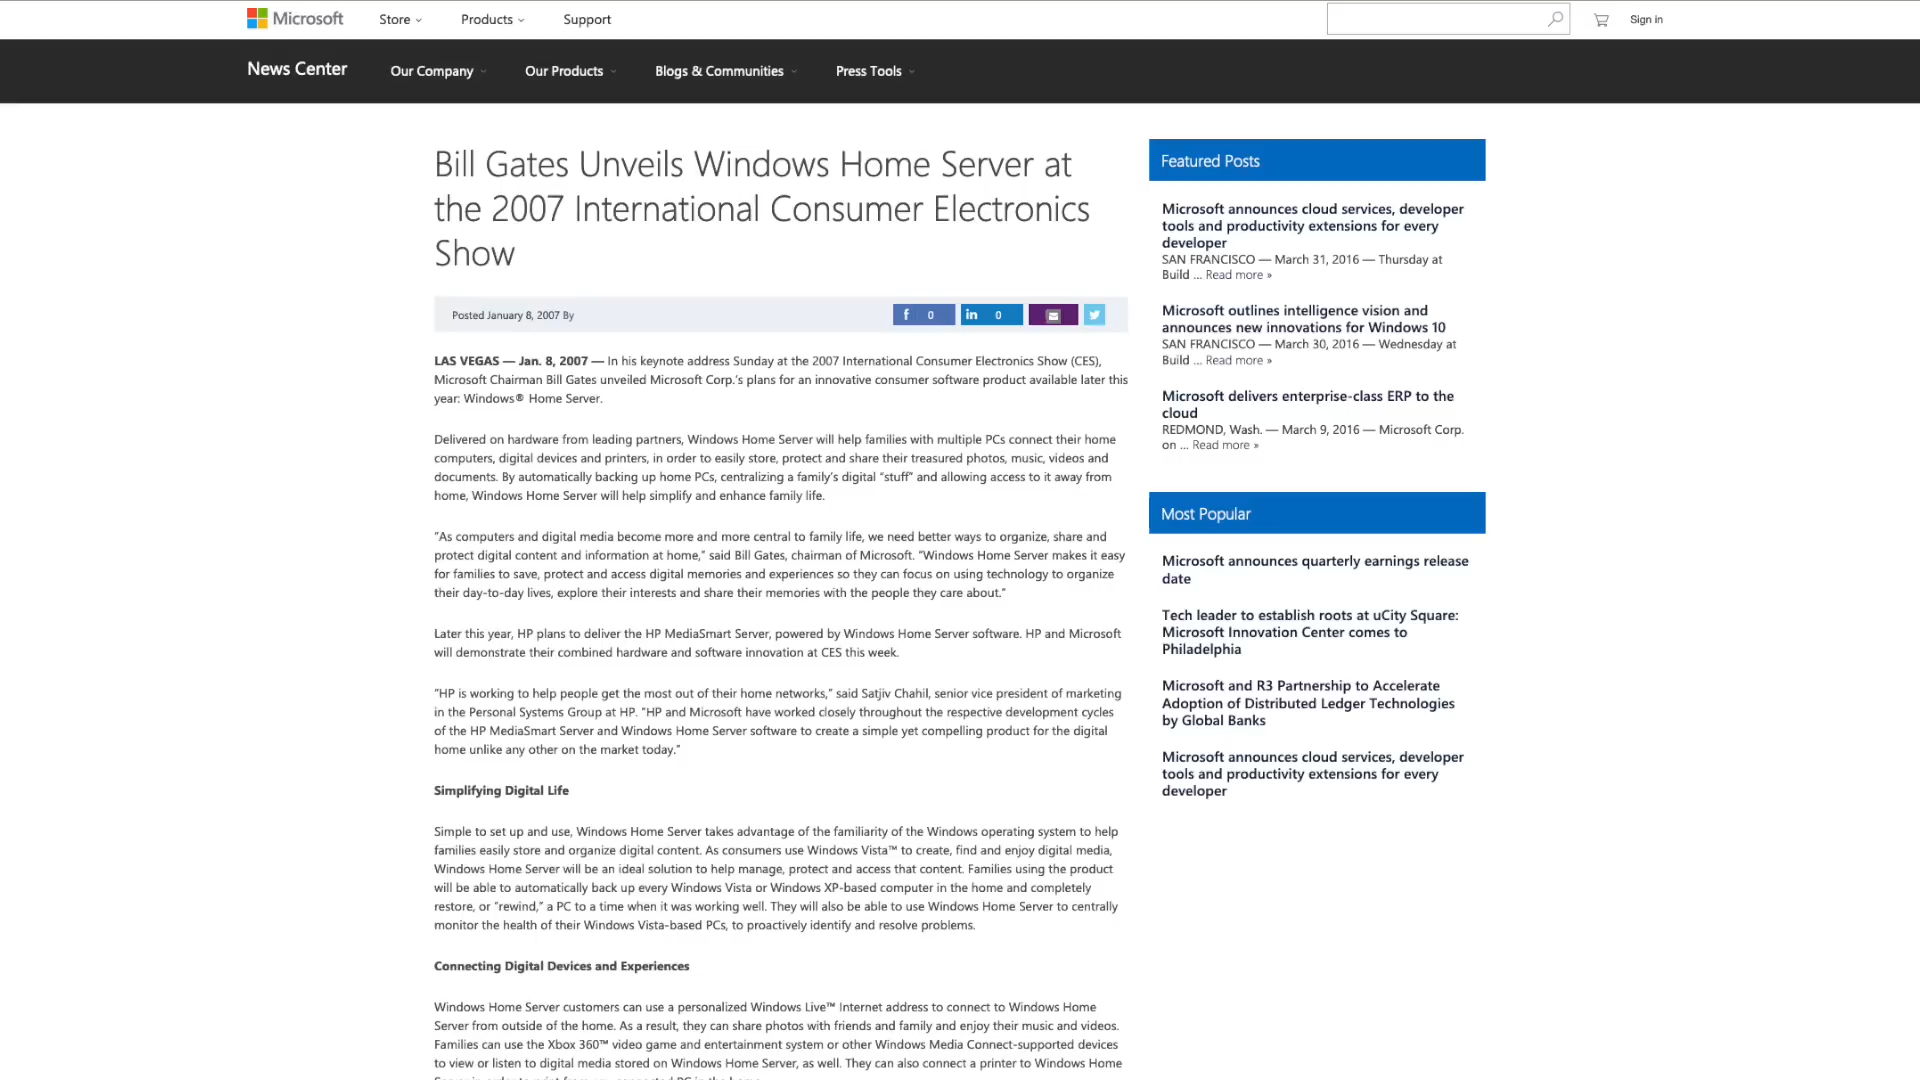 Microsoft
Store
Products
Support
Sign in
News Center
Our Company
Our Products
Blogs & Communities
Press Tools
Bill Gates Unveils Windows Home Server at
the 2007 International Consumer Electronics
Show
Posted January 8, 2007 By
f 0
in 0
LAS VEGAS — Jan. 8, 2007 — In his keynote address Sunday at the 2007 International Consumer Electronics Show (CES),
Microsoft Chairman Bill Gates unveiled Microsoft Corp.’s plans for an innovative consumer software product available later this
year: Windows® Home Server.
Delivered on hardware from leading partners, Windows Home Server will help families with multiple PCs connect their home
computers, digital devices and printers, in order to easily store, protect and share their treasured photos, music, videos and
documents. By automatically backing up home PCs, centralizing a family’s digital “stuff” and allowing access to it away from
home, Windows Home Server will help simplify and enhance family life.
“As computers and digital media become more and more central to family life, we need better ways to organize, share and
protect digital content and information at home,” said Bill Gates, chairman of Microsoft. “Windows Home Server makes it easy
for families to save, protect and access digital memories and experiences so they can focus on using technology to organize
their day-to-day lives, explore their interests and share their memories with the people they care about.”
Later this year, HP plans to deliver the HP MediaSmart Server, powered by Windows Home Server software. HP and Microsoft
will demonstrate their combined hardware and software innovation at CES this week.
“HP is working to help people get the most out of their home networks,” said Satjiv Chahil, senior vice president of marketing
in the Personal Systems Group at HP. “HP and Microsoft have worked closely throughout the respective development cycles
of the HP MediaSmart Server and Windows Home Server software to create a simple yet compelling product for the digital
home unlike any other on the market today.”
Simplifying Digital Life
Simple to set up and use, Windows Home Server takes advantage of the familiarity of the Windows operating system to help
families easily store and organize digital content. As consumers use Windows Vista™ to create, find and enjoy digital media,
Windows Home Server will be an ideal solution to help manage, protect and access that content. Families using the product
will be able to automatically back up every Windows Vista or Windows XP-based computer in the home and completely
restore, or “rewind,” a PC to a time when it was working well. They will also be able to use Windows Home Server to centrally
monitor the health of their Windows Vista-based PCs, to proactively identify and resolve problems.
Connecting Digital Devices and Experiences
Windows Home Server customers can use a personalized Windows Live™ Internet address to connect to Windows Home
Server from outside of the home. As a result, they can share photos with friends and family and enjoy their music and videos.
Families can use the Xbox 360™ video game and entertainment system or other Windows Media Connect-supported devices
to view or listen to digital media stored on Windows Home Server, as well. They can also connect a printer to Windows Home
Featured Posts
Microsoft announces cloud services, developer
tools and productivity extensions for every
developer
SAN FRANCISCO — March 31, 2016 — Thursday at
Build ... Read more »
Microsoft outlines intelligence vision and
announces new innovations for Windows 10
SAN FRANCISCO — March 30, 2016 — Wednesday at
Build ... Read more »
Microsoft delivers enterprise-class ERP to the
cloud
REDMOND, Wash. — March 9, 2016 — Microsoft Corp.
on ... Read more »
Most Popular
Microsoft announces quarterly earnings release
date
Tech leader to establish roots at uCity Square:
Microsoft Innovation Center comes to
Philadelphia
Microsoft and R3 Partnership to Accelerate
Adoption of Distributed Ledger Technologies
by Global Banks
Microsoft announces cloud services, developer
tools and productivity extensions for every
developer